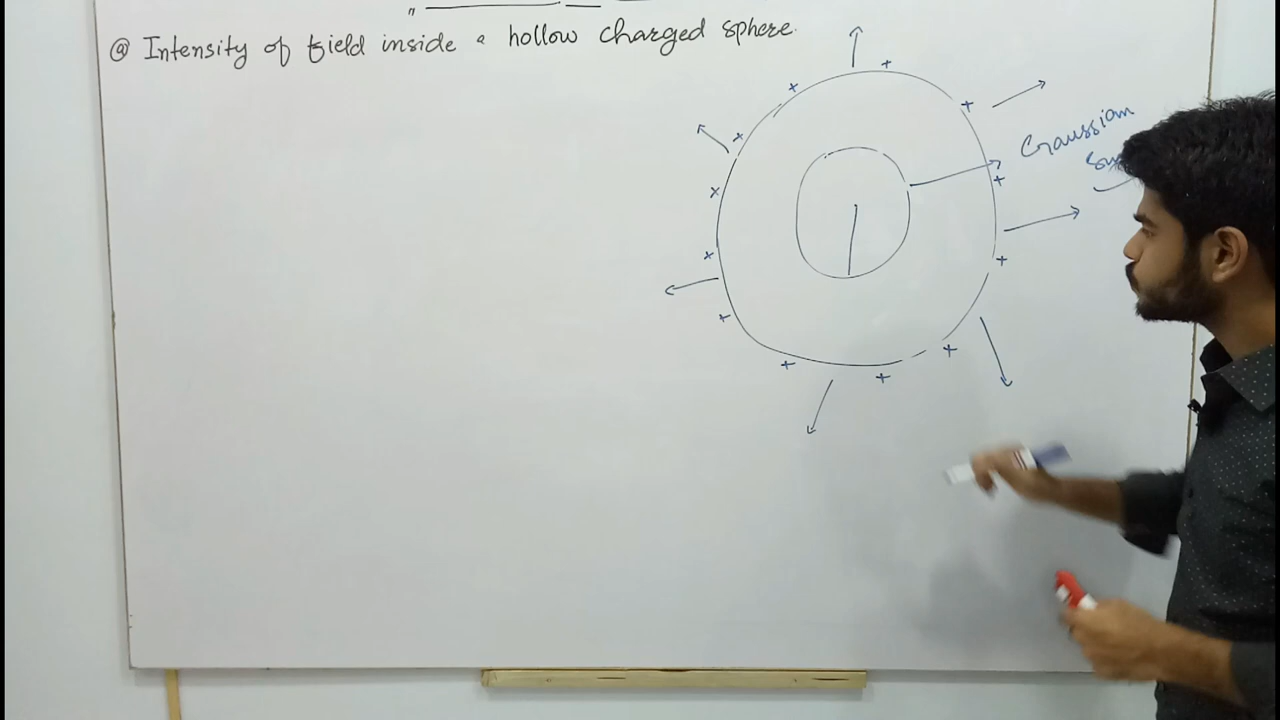 @ Intensity of field inside a hollow charged sphere.
Gaussian